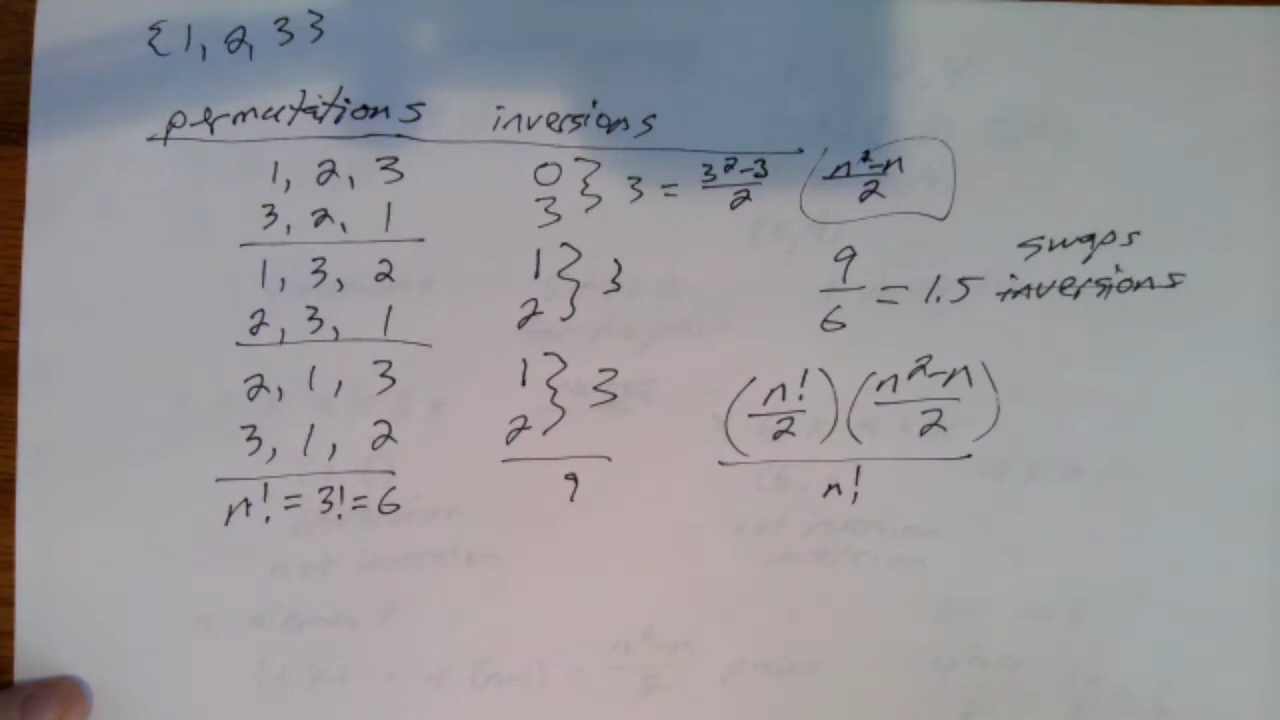 {1, 2, 3}
permutations inversions
1, 2, 3 0 } 3 = (3²-3)/2 (n²-n)/2
3, 2, 1 3
1, 3, 2 1 } 3
2, 3, 1 2
9/6 = 1.5 swaps inversions
2, 1, 3 1 } 3
3, 1, 2 2
n! = 3! = 6 9
(n!/2)((n²-n)/2)
n!